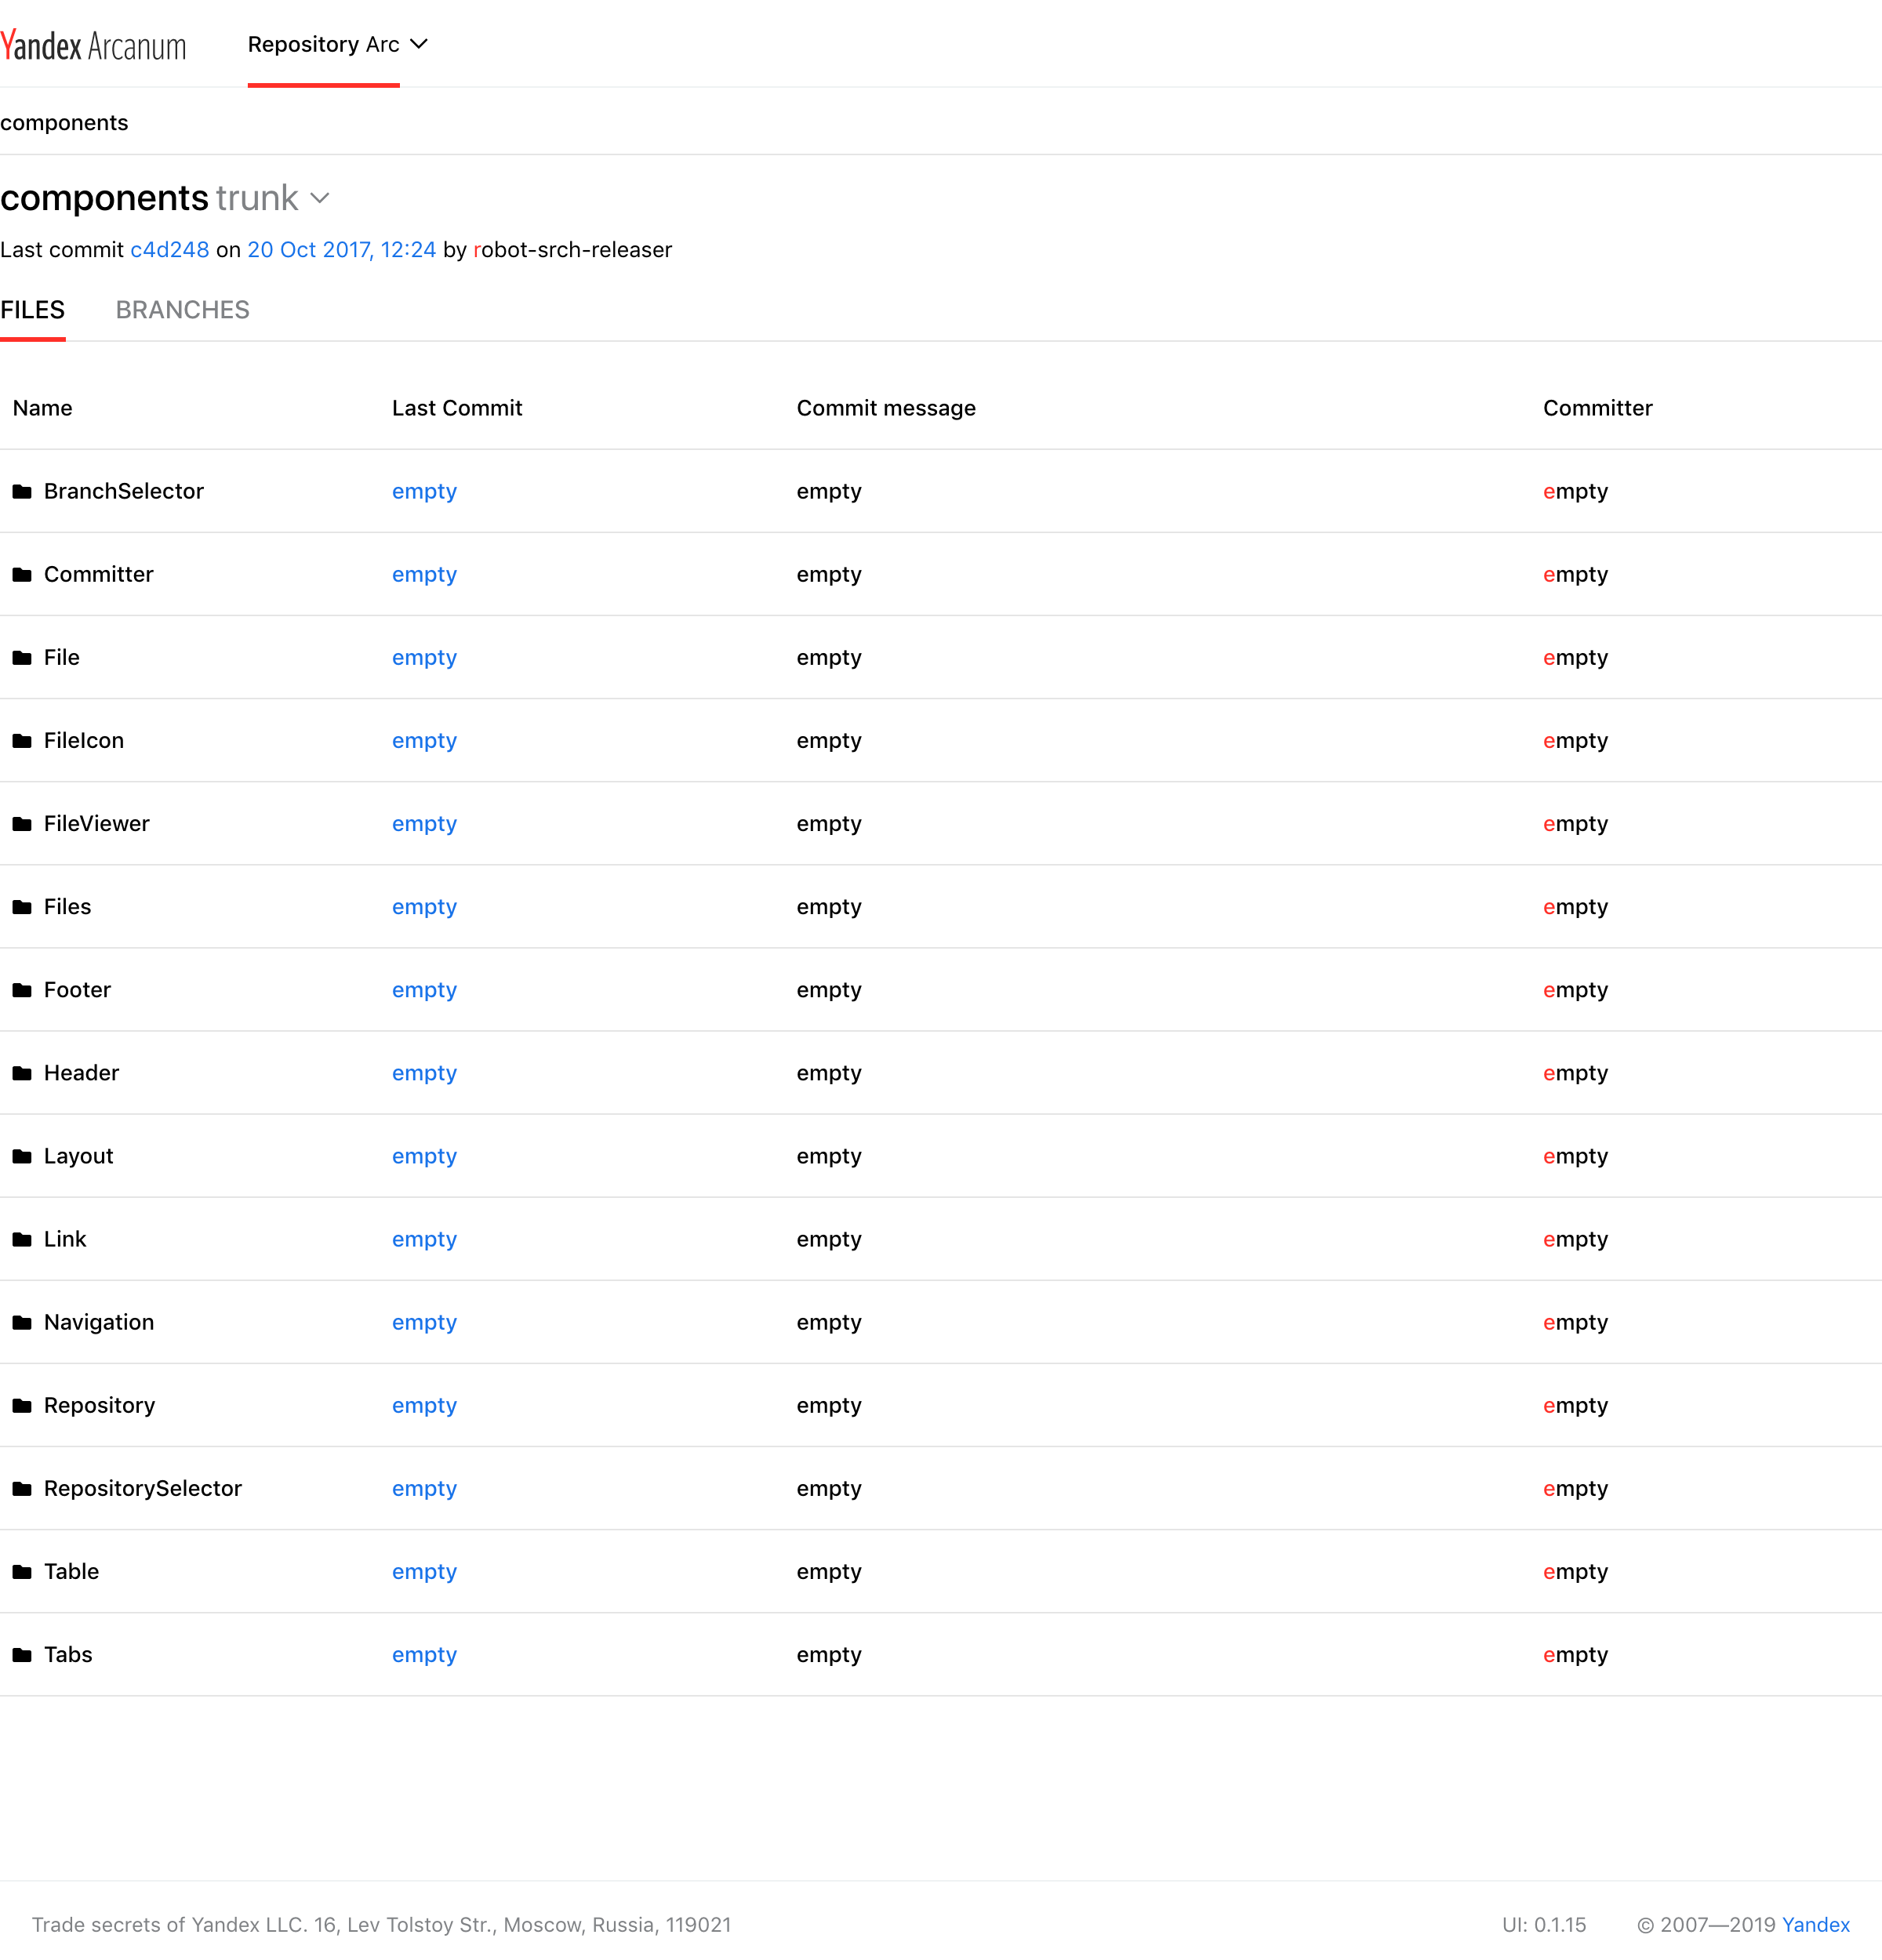 Yandex Arcanum Repository Arc
components
components trunk
Last commit c4d248 on 20 Oct 2017, 12:24 by robot-srch-releaser
FILES BRANCHES
Name Last Commit Commit message Committer
BranchSelector empty empty empty
Committer empty empty empty
File empty empty empty
FileIcon empty empty empty
FileViewer empty empty empty
Files empty empty empty
Footer empty empty empty
Header empty empty empty
Layout empty empty empty
Link empty empty empty
Navigation empty empty empty
Repository empty empty empty
RepositorySelector empty empty empty
Table empty empty empty
Tabs empty empty empty
Trade secrets of Yandex LLC. 16, Lev Tolstoy Str., Moscow, Russia, 119021 UI: 0.1.15 © 2007—2019 Yandex